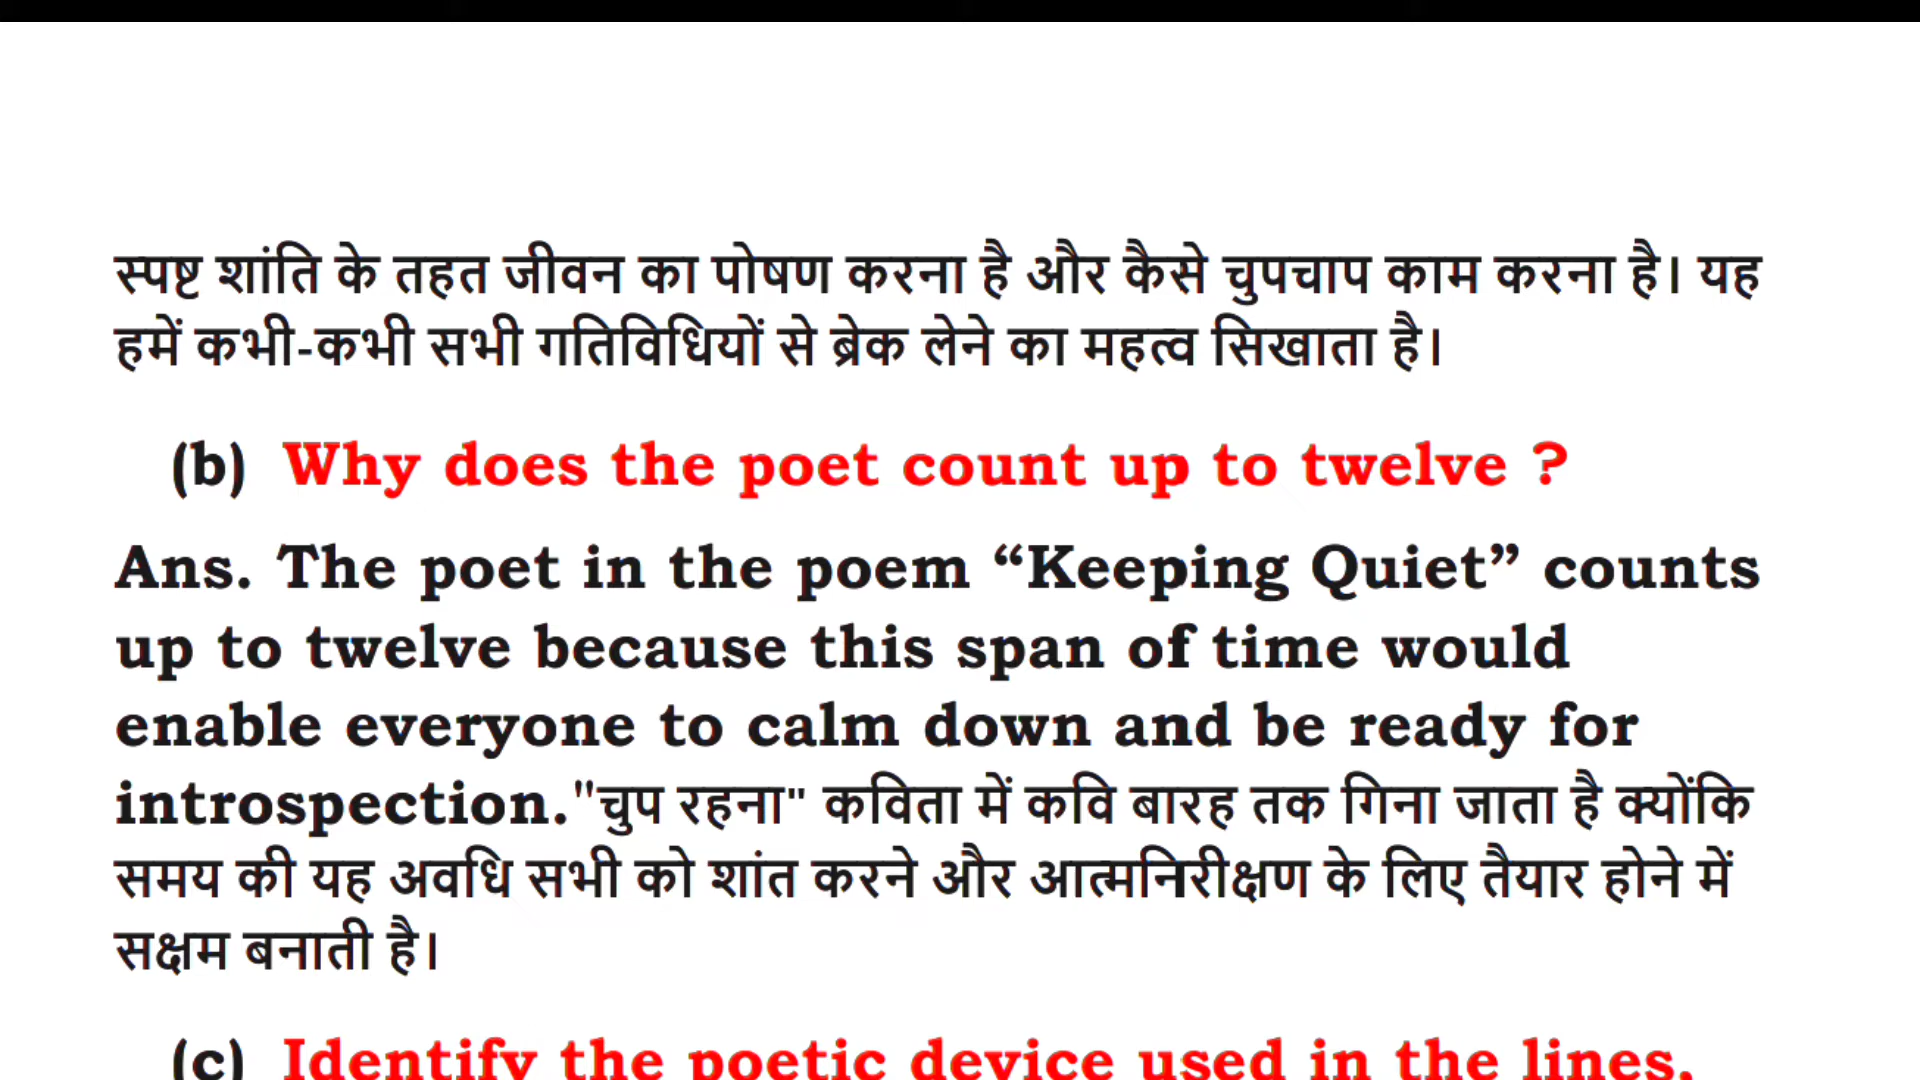 स्पष्ट शांति के तहत जीवन का पोषण करना है और कैसे चुपचाप काम करना है। यह
हमें कभी-कभी सभी गतिविधियों से ब्रेक लेने का महत्व सिखाता है।
(b) Why does the poet count up to twelve ?
Ans. The poet in the poem “Keeping Quiet” counts
up to twelve because this span of time would
enable everyone to calm down and be ready for
introspection."चुप रहना" कविता में कवि बारह तक गिना जाता है क्योंकि
समय की यह अवधि सभी को शांत करने और आत्मनिरीक्षण के लिए तैयार होने में
सक्षम बनाती है।
(c) Identify the poetic device used in the lines.